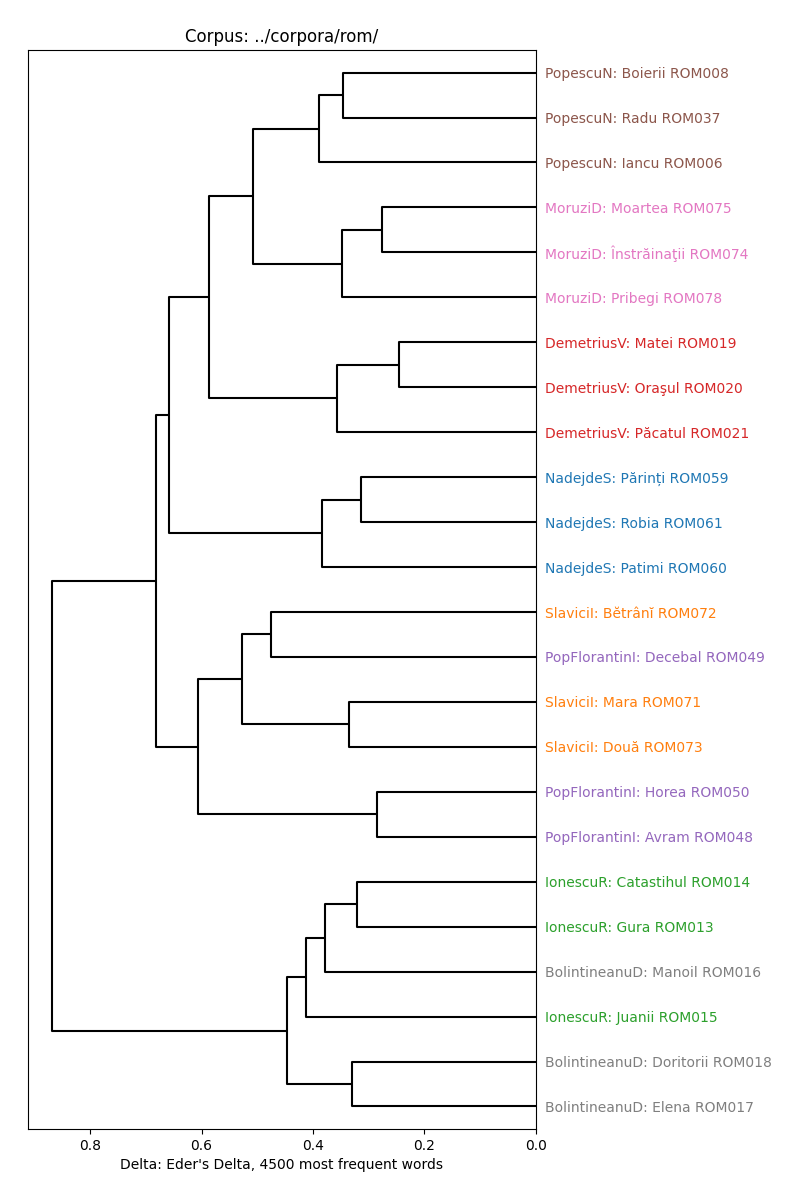 Corpus: ../corpora/rom/
PopescuN: Boierii ROM008
PopescuN: Radu ROM037
PopescuN: Iancu ROM006
MoruziD: Moartea ROM075
MoruziD: Înstrăinaţii ROM074
MoruziD: Pribegi ROM078
DemetriusV: Matei ROM019
DemetriusV: Oraşul ROM020
DemetriusV: Păcatul ROM021
NadejdeS: Părinți ROM059
NadejdeS: Robia ROM061
NadejdeS: Patimi ROM060
SlaviciI: Bĕtrânĭ ROM072
PopFlorantinI: Decebal ROM049
SlaviciI: Mara ROM071
SlaviciI: Două ROM073
PopFlorantinI: Horea ROM050
PopFlorantinI: Avram ROM048
IonescuR: Catastihul ROM014
IonescuR: Gura ROM013
BolintineanuD: Manoil ROM016
IonescuR: Juanii ROM015
BolintineanuD: Doritorii ROM018
BolintineanuD: Elena ROM017
0.8 0.6 0.4 0.2 0.0
Delta: Eder's Delta, 4500 most frequent words